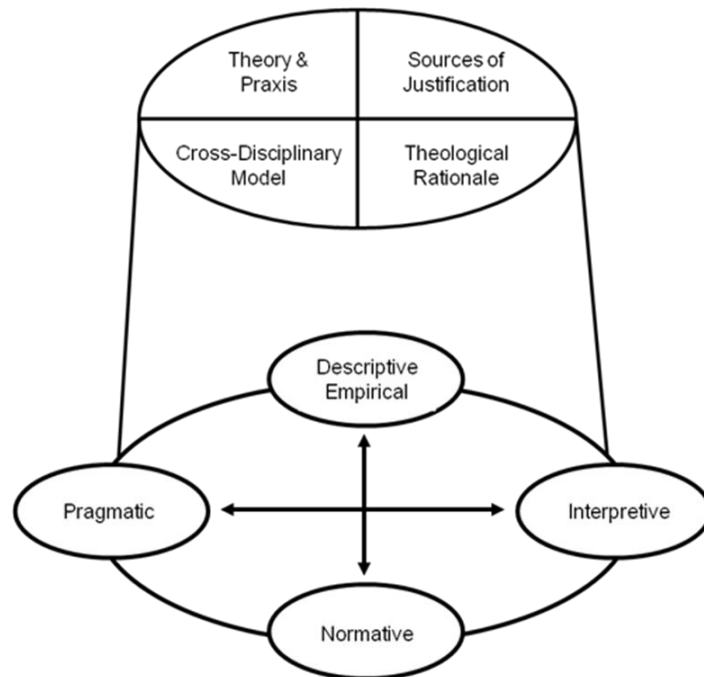 Theory &
Praxis
Sources of
Justification
Cross-Disciplinary
Model
Theological
Rationale
Descriptive
Empirical
Pragmatic
Interpretive
Normative